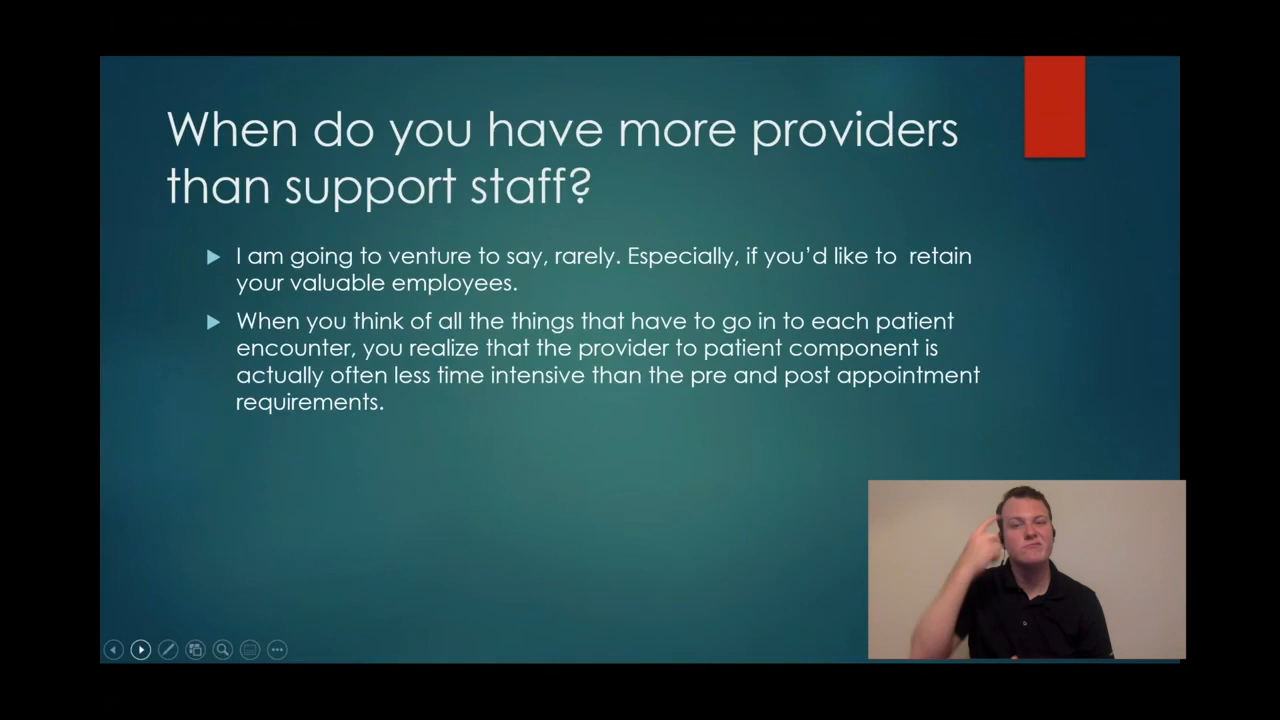 When do you have more providers
than support staff?
I am going to venture to say, rarely. Especially, if you’d like to  retain
your valuable employees.
When you think of all the things that have to go in to each patient
encounter, you realize that the provider to patient component is
actually often less time intensive than the pre and post appointment
requirements.